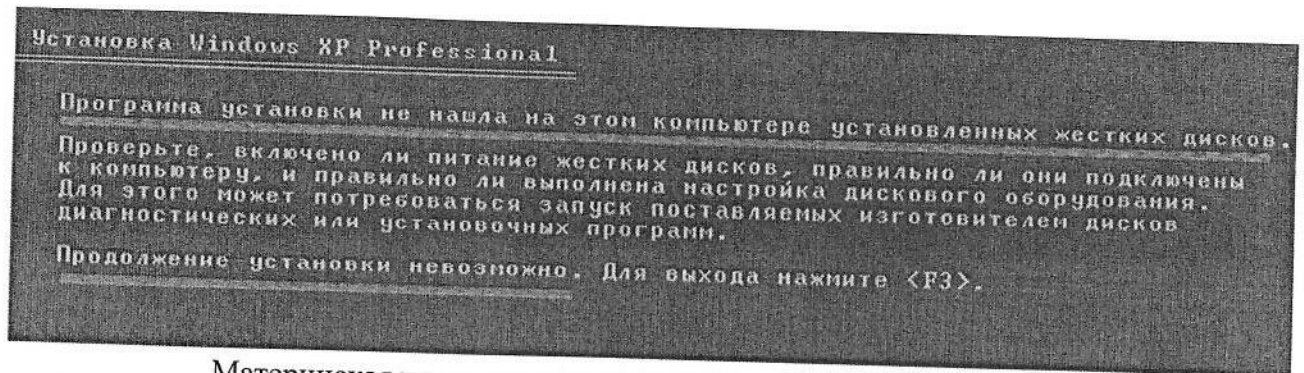 Установка Windows XP Professional
Программа установки не нашла на этом компьютере установленных жестких дисков.
Проверьте, включено ли питание жестких дисков, правильно ли они подключены
к компьютеру, и правильно ли выполнена настройка дискового оборудования.
Для этого может потребоваться запуск поставляемых изготовителем дисков
диагностических или установочных программ.
Продолжение установки невозможно. Для выхода нажмите <F3>.